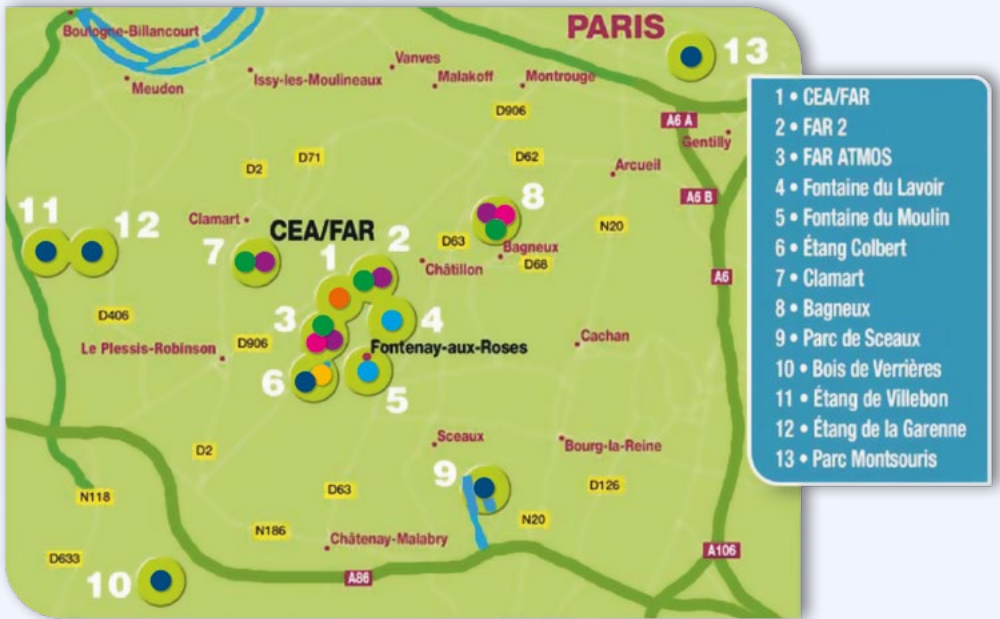 Boulogne-Billancourt
PARIS
13
Meudon
Issy-les-Moulineaux
Vanves
Malakoff
Montrouge
D906
A6 A
Gentilly
D2
D71
D62
Arcueil
A6 B
11
12
Clamart
7
CEA/FAR
1
2
8
D63
Bagneux
D68
N20
Châtillon
A6
D406
3
4
Le Plessis-Robinson
D906
Fontenay-aux-Roses
Cachan
6
5
D2
Sceaux
Bourg-la-Reine
9
N118
D63
D126
N186
N20
Châtenay-Malabry
D633
10
A86
A106
1 • CEA/FAR
2 • FAR 2
3 • FAR ATMOS
4 • Fontaine du Lavoir
5 • Fontaine du Moulin
6 • Étang Colbert
7 • Clamart
8 • Bagneux
9 • Parc de Sceaux
10 • Bois de Verrières
11 • Étang de Villebon
12 • Étang de la Garenne
13 • Parc Montsouris